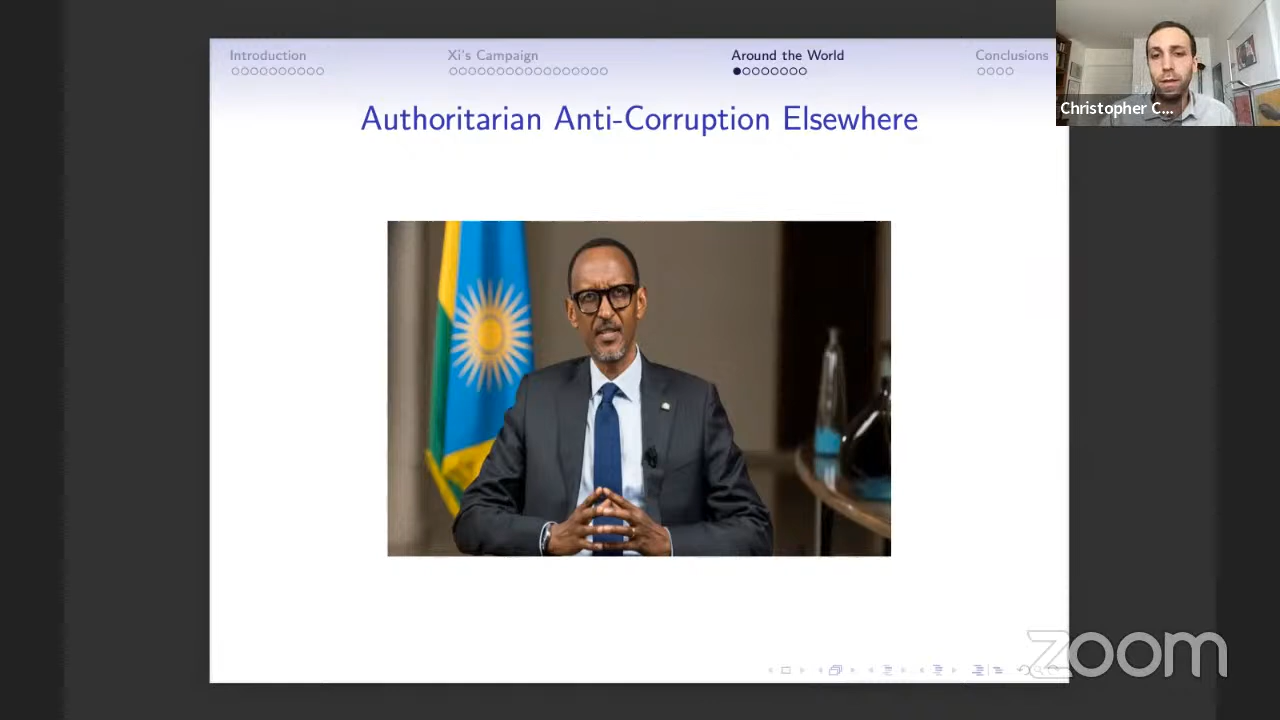 Introduction
Xi's Campaign
Around the World
Conclusions
Christopher C...
Authoritarian Anti-Corruption Elsewhere
zoom